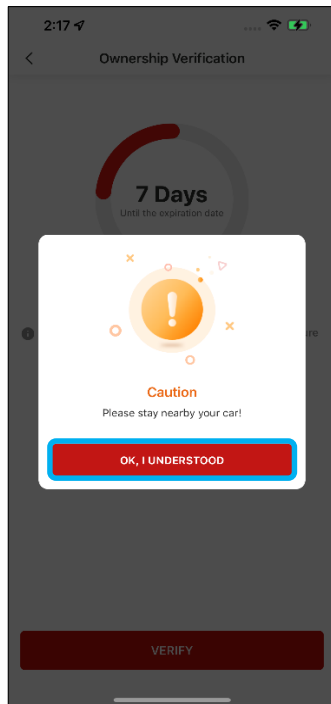 2:17
Ownership Verification
7 Days
Until the expiration date
re
Caution
Please stay nearby your car!
OK, I UNDERSTOOD
VERIFY